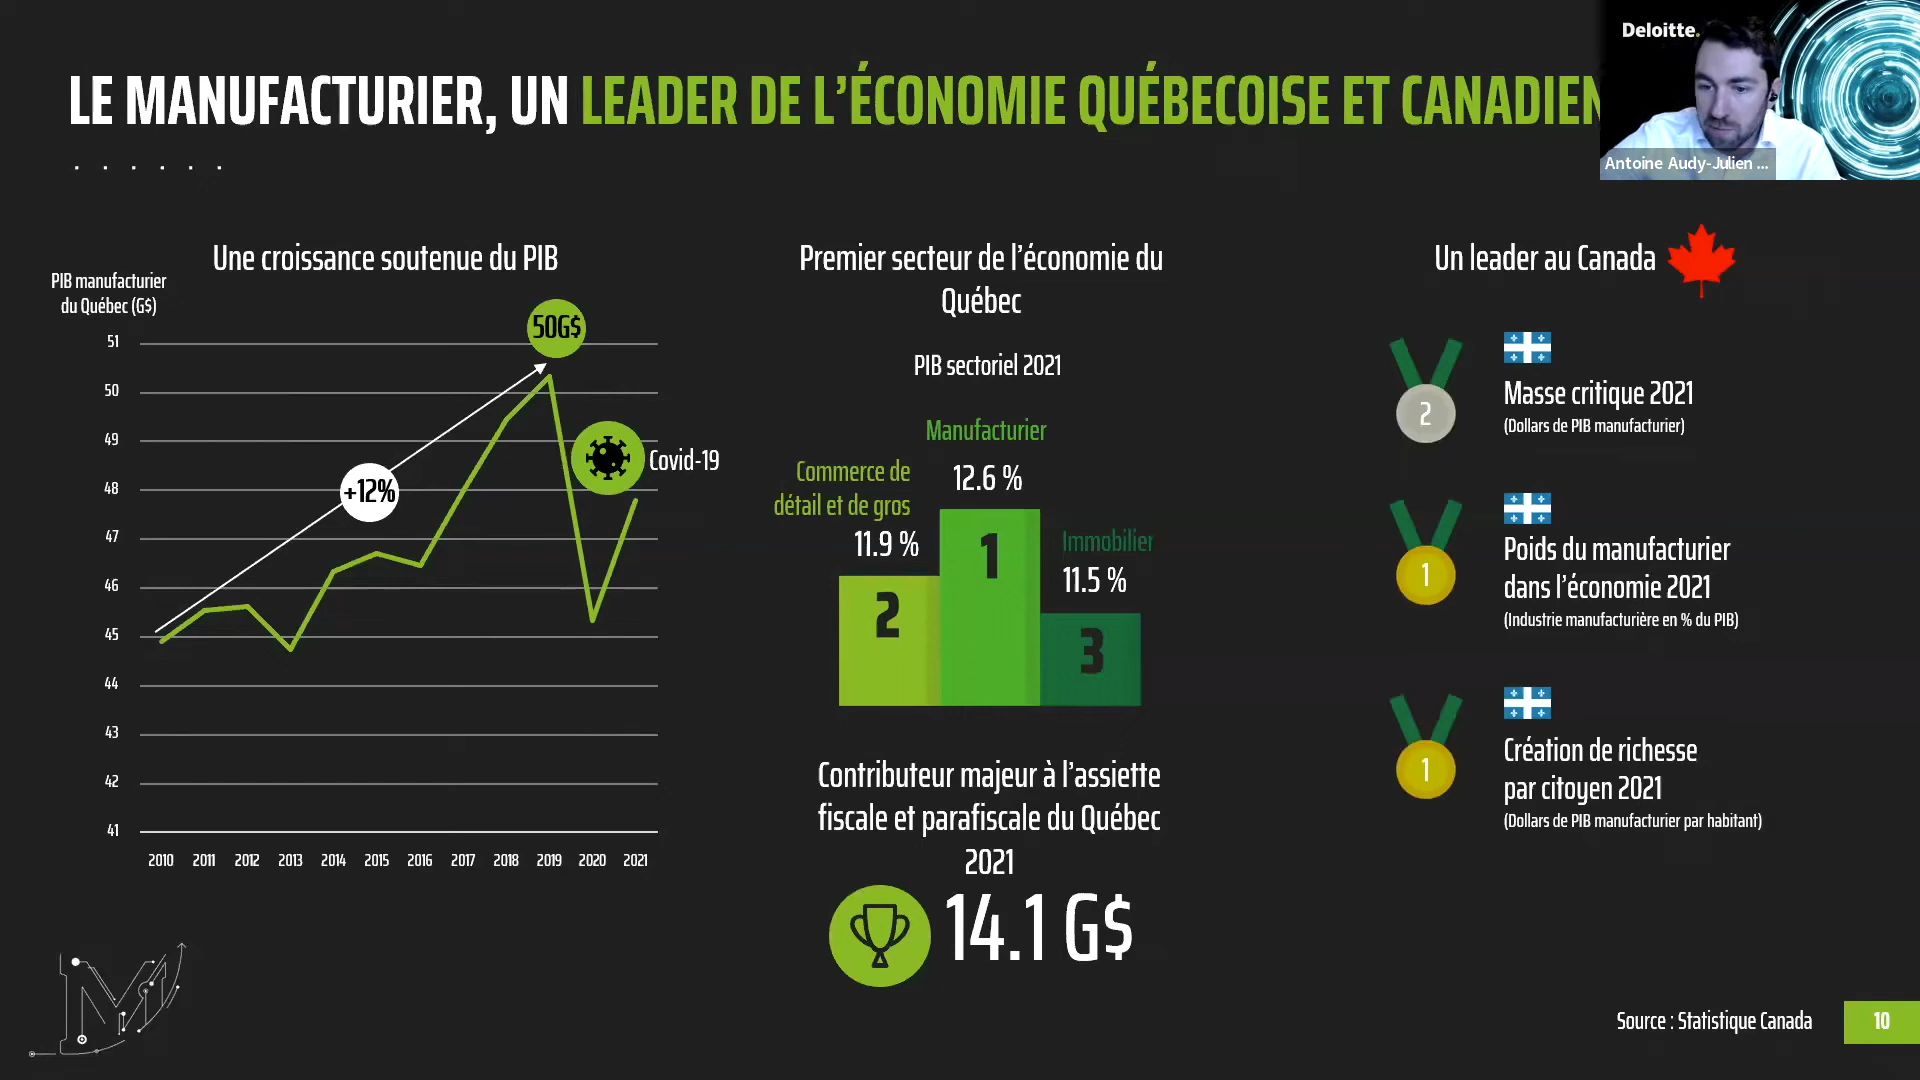 Deloitte.
LE MANUFACTURIER, UN LEADER DE L'ÉCONOMIE QUÉBECOISE ET CANADIEN
Antoine Audy-Julien ...
Une croissance soutenue du PIB
PIB manufacturier
du Québec (G$)
50G$
51
50
49
48
47
46
45
44
43
42
41
+12%
Covid-19
2010 2011 2012 2013 2014 2015 2016 2017 2018 2019 2020 2021
Premier secteur de l'économie du
Québec
PIB sectoriel 2021
Manufacturier
12.6 %
Commerce de
détail et de gros
11.9 %
Immobilier
11.5 %
1
2
3
Contributeur majeur à l'assiette
fiscale et parafiscale du Québec
2021
14.1 G$
Un leader au Canada
2
Masse critique 2021
(Dollars de PIB manufacturier)
1
Poids du manufacturier
dans l'économie 2021
(Industrie manufacturière en % du PIB)
1
Création de richesse
par citoyen 2021
(Dollars de PIB manufacturier par habitant)
M
Source : Statistique Canada
10